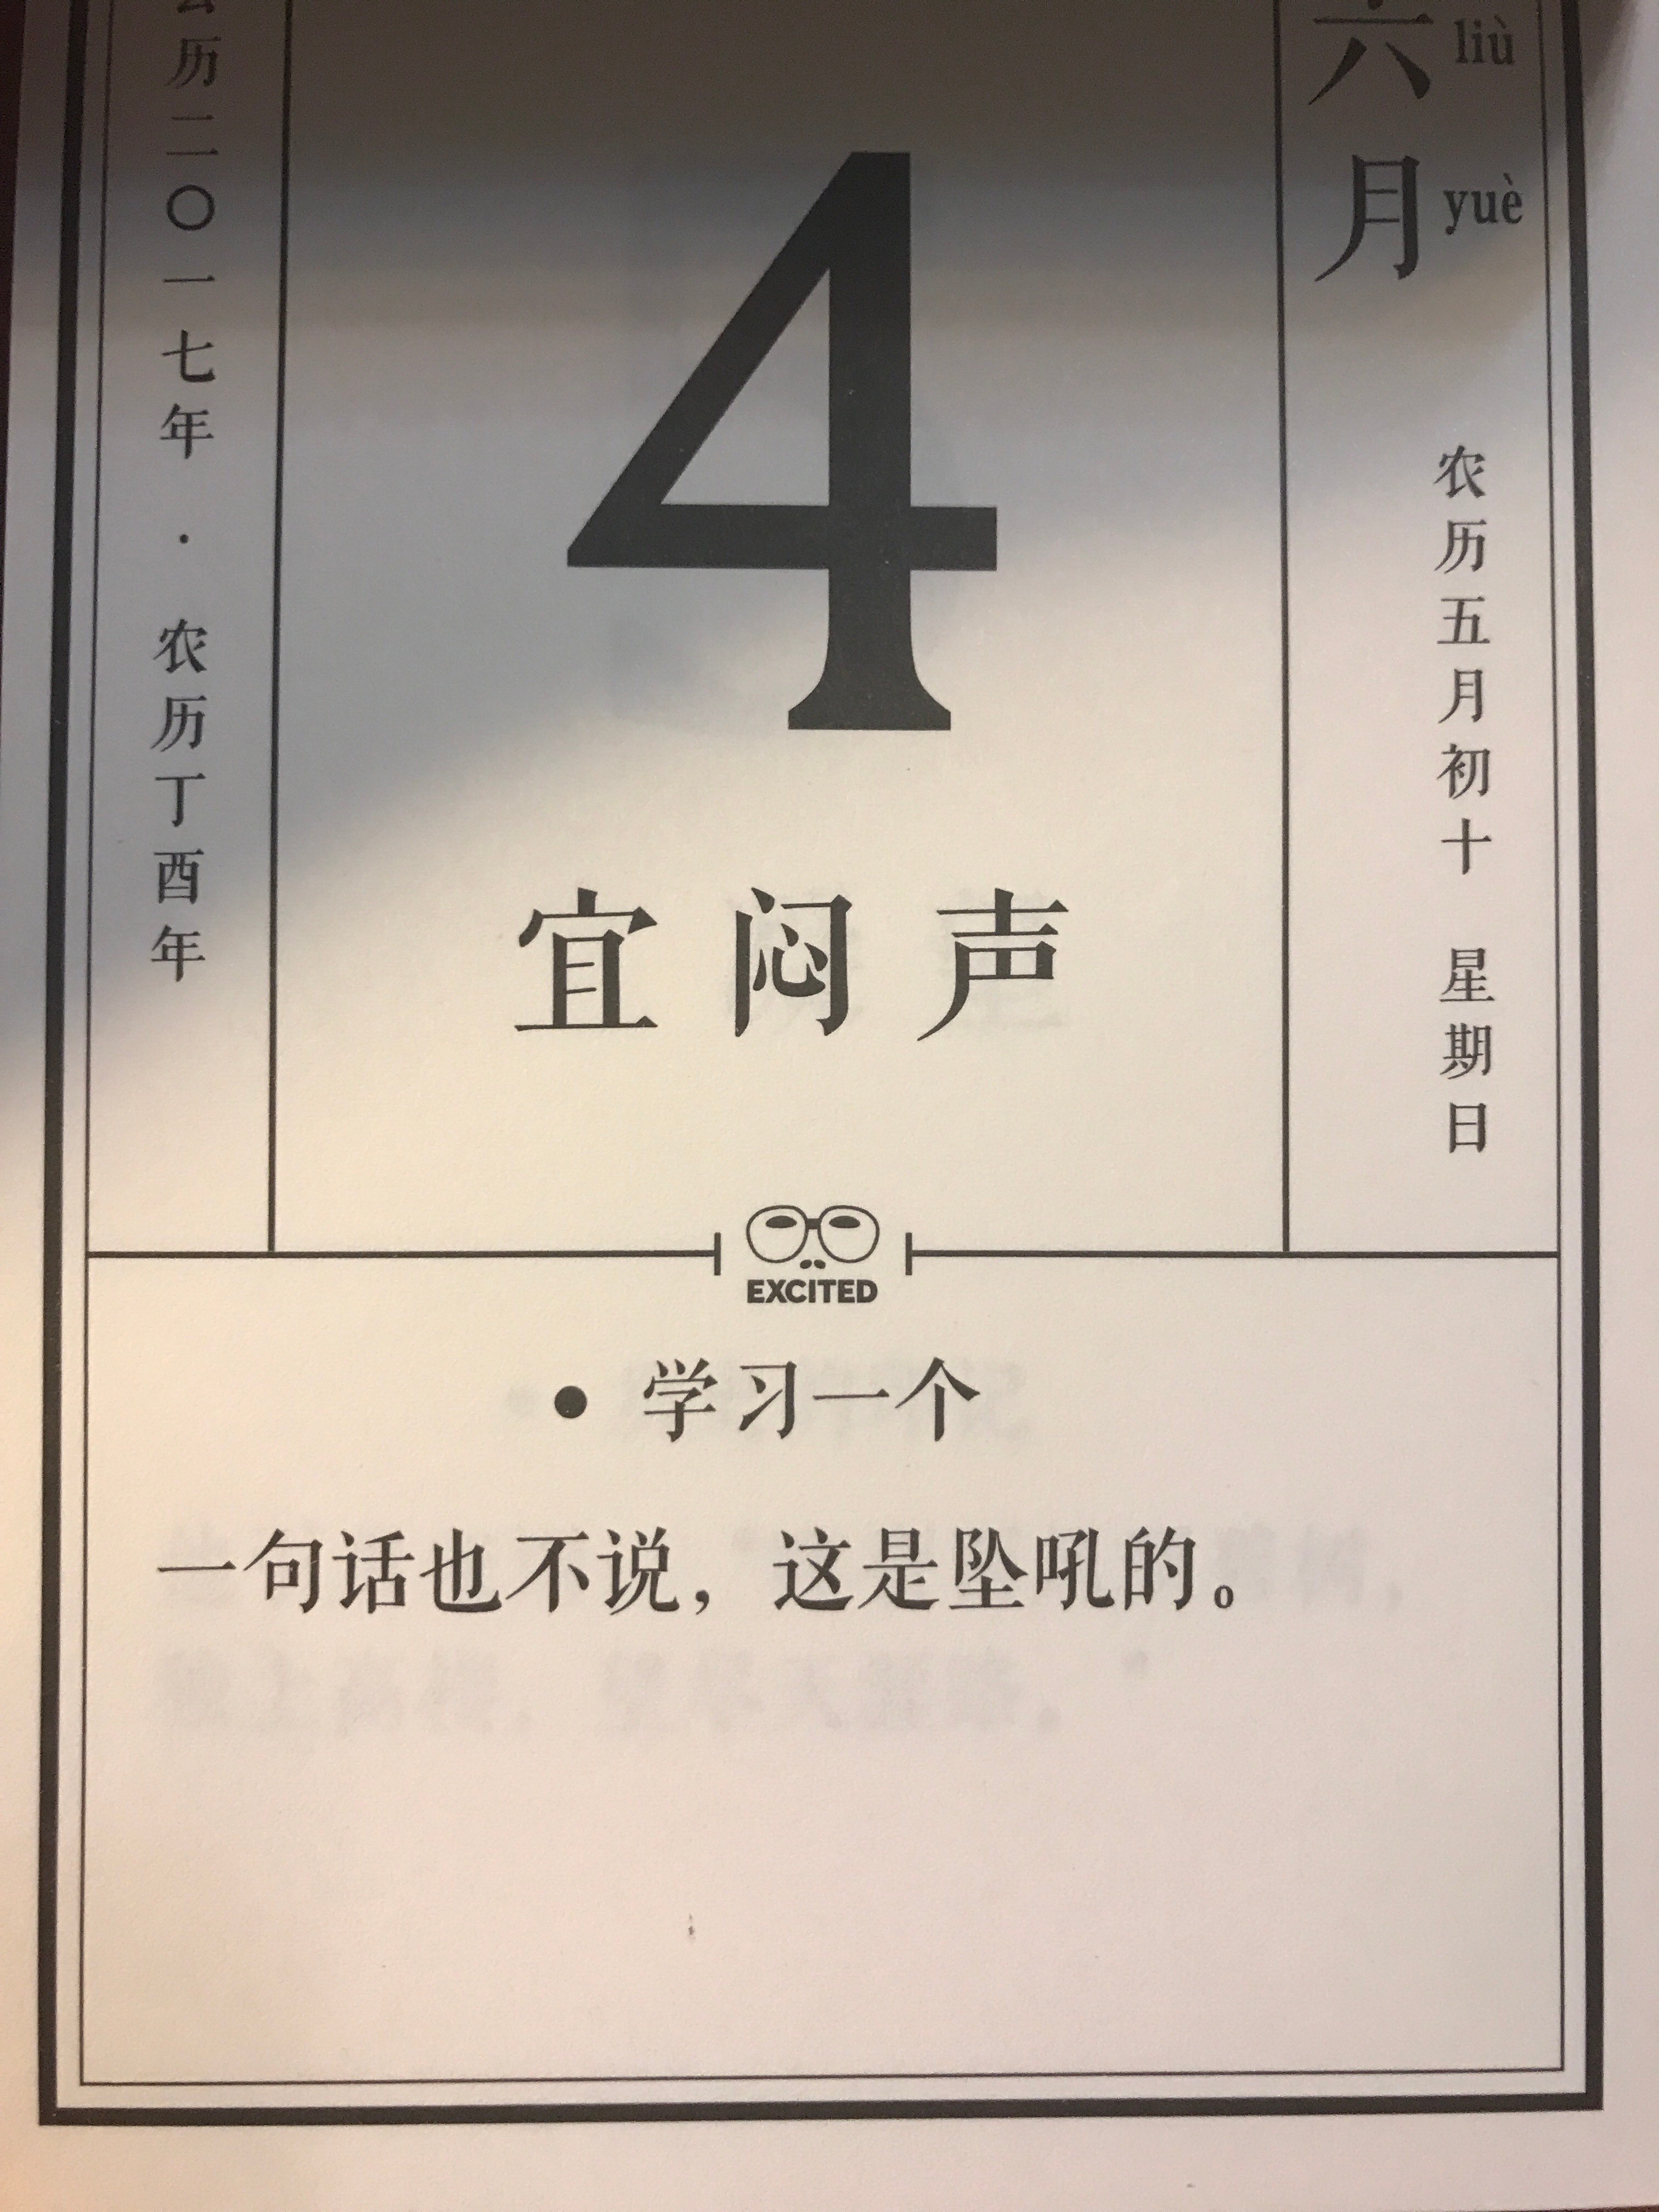 六 liù
月 yuè
农历五月初十 星期日
4
宜闷声
公历二〇一七年·农历丁酉年
EXCITED
• 学习一个
一句话也不说，这是坠吼的。